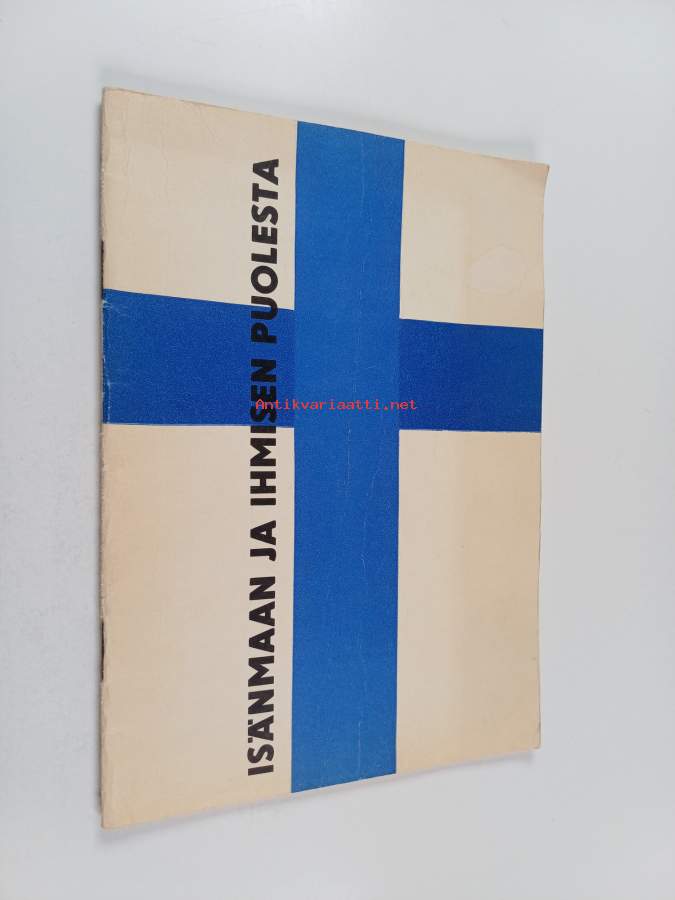 ISÄNMAAN JA IHMISEN PUOLESTA
Antikvariaatti.net